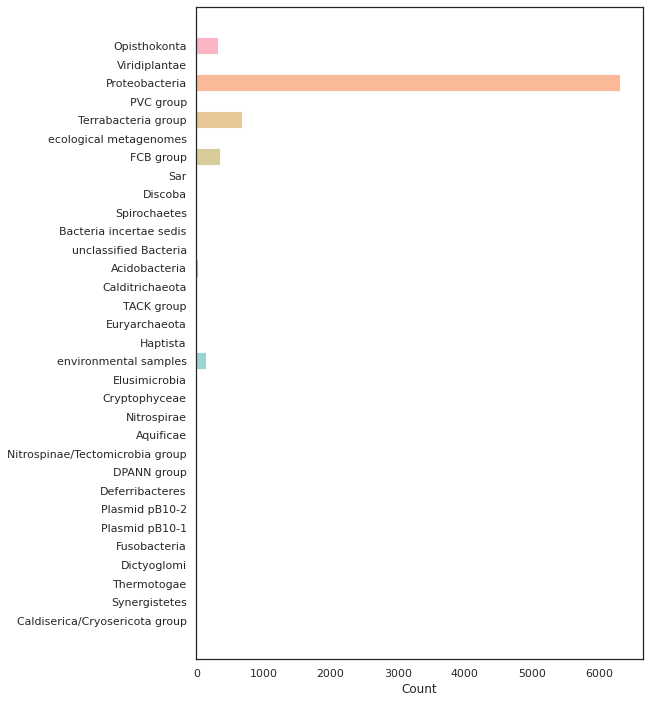 Opisthokonta
Viridiplantae
Proteobacteria
PVC group
Terrabacteria group
ecological metagenomes
FCB group
Sar
Discoba
Spirochaetes
Bacteria incertae sedis
unclassified Bacteria
Acidobacteria
Calditrichaeota
TACK group
Euryarchaeota
Haptista
environmental samples
Elusimicrobia
Cryptophyceae
Nitrospirae
Aquificae
Nitrospinae/Tectomicrobia group
DPANN group
Deferribacteres
Plasmid pB10-2
Plasmid pB10-1
Fusobacteria
Dictyoglomi
Thermotogae
Synergistetes
Caldiserica/Cryosericota group
0 1000 2000 3000 4000 5000 6000
Count